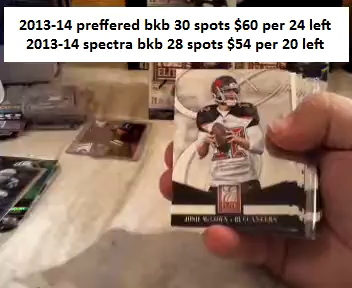 2013-14 preffered bkb 30 spots $60 per 24 left
2013-14 spectra bkb 28 spots $54 per 20 left
ELITE
JOSH McCOWN • BUCCANEERS